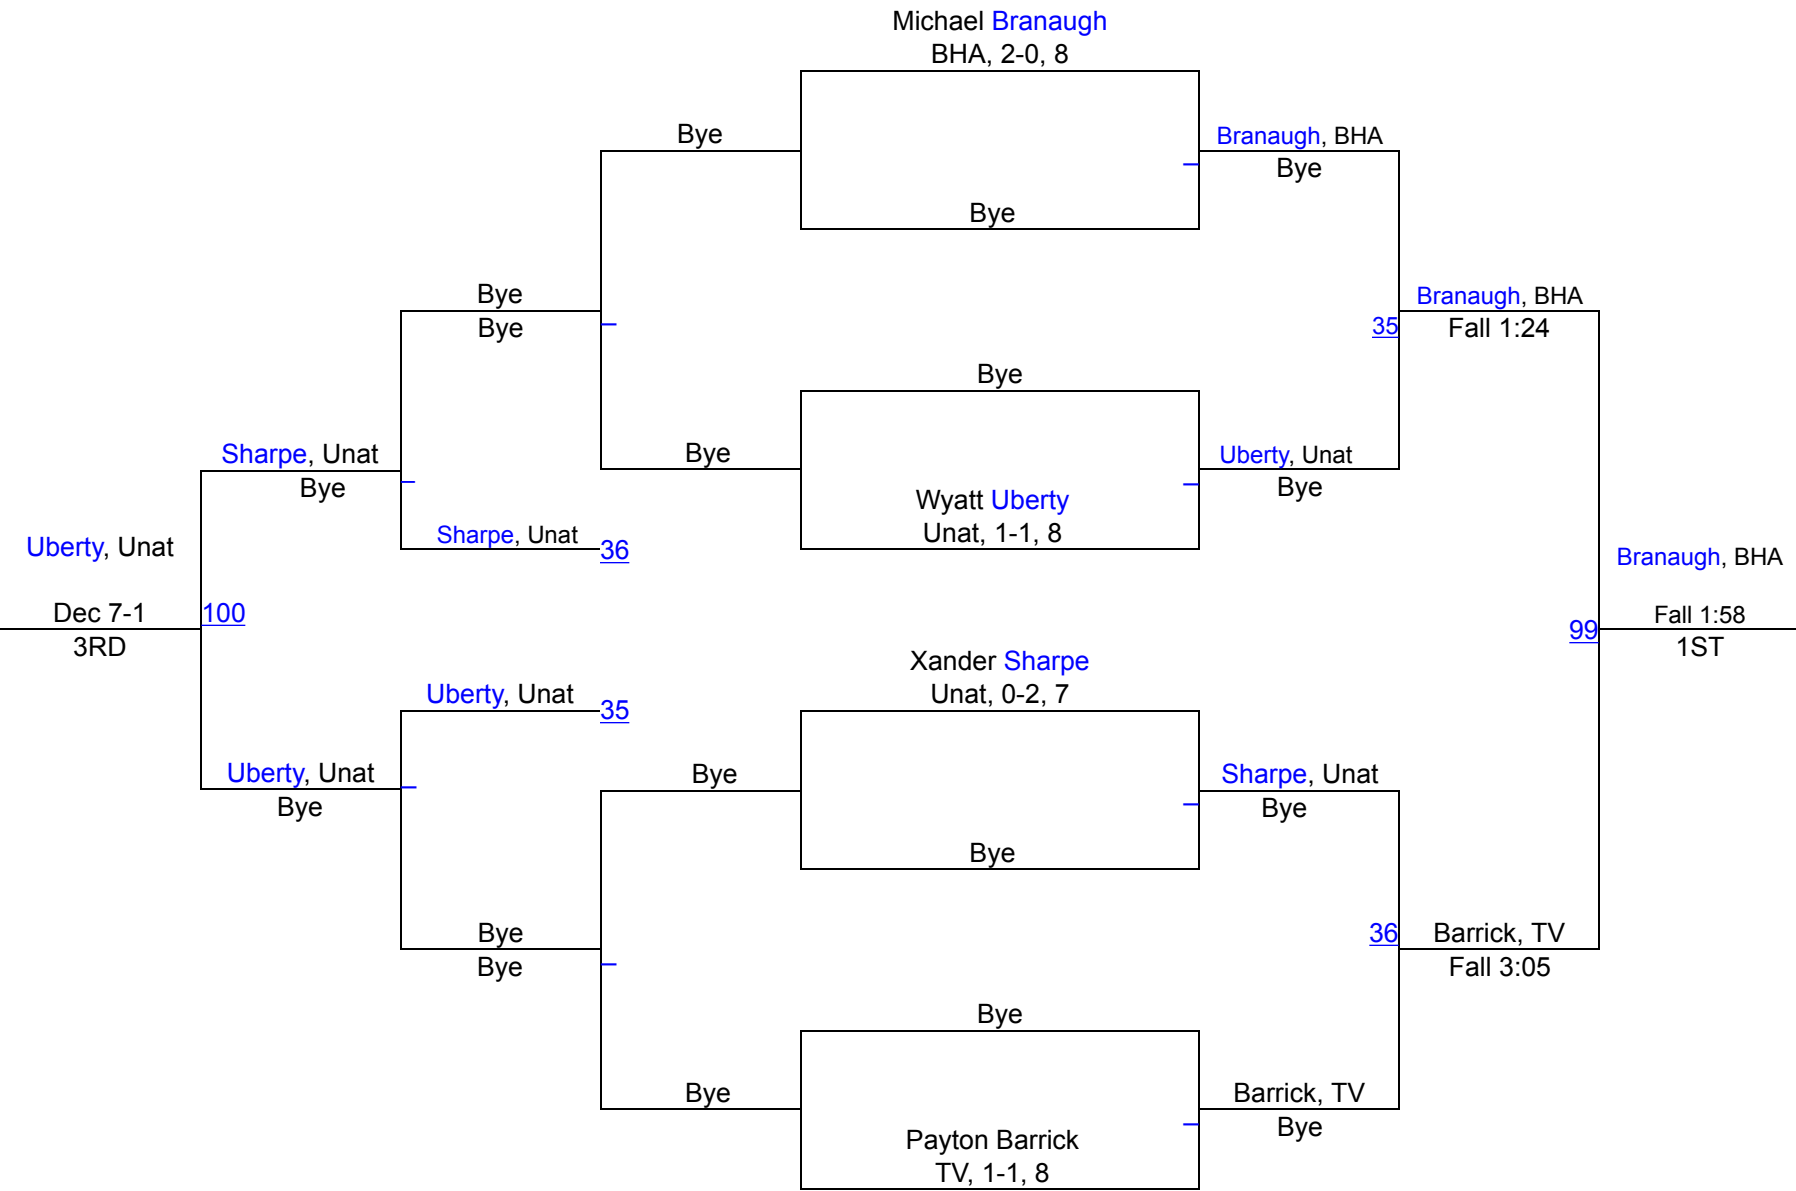 Michael Branaugh
BHA, 2-0, 8
Bye
Branaugh, BHA
Bye
Bye
Bye
Bye
Branaugh, BHA
35
Fall 1:24
Bye
Sharpe, Unat
Bye
Bye
Uberty, Unat
Bye
Wyatt Uberty
Unat, 1-1, 8
Sharpe, Unat
36
Uberty, Unat
Dec 7-1
3RD
100
Branaugh, BHA
Fall 1:58
1ST
99
Xander Sharpe
Unat, 0-2, 7
Uberty, Unat
35
Uberty, Unat
Bye
Bye
Sharpe, Unat
Bye
Bye
Bye
Bye
36
Barrick, TV
Fall 3:05
Bye
Bye
Barrick, TV
Bye
Payton Barrick
TV, 1-1, 8